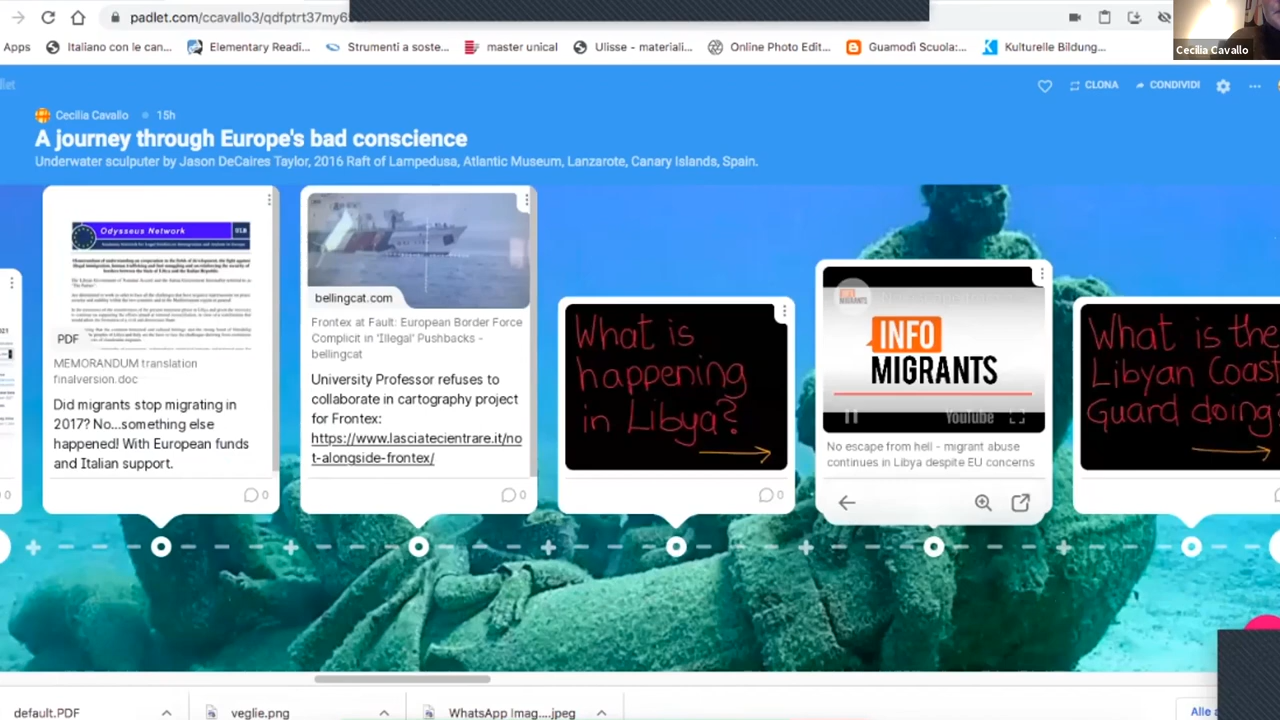 padlet.com/ccavallo3/qdfptrt37my6
Cecilia Cavallo
Apps
Italiano con le can...
Elementary Readi...
Strumenti a soste...
master unical
Ulisse - materiali...
Online Photo Edit...
Guamodì Scuola:...
Kulturelle Bildung...
CLONA
CONDIVIDI
Cecilia Cavallo
15h
A journey through Europe's bad conscience
Underwater sculputer by Jason DeCaires Taylor, 2016 Raft of Lampedusa, Atlantic Museum, Lanzarote, Canary Islands, Spain.
Odysseus Network
ULB
PDF
MEMORANDUM translation
finalversion.doc
Did migrants stop migrating in
2017? No...something else
happened! With European funds
and Italian support.
0
bellingcat.com
Frontex at Fault: European Border Force
Complicit in 'Illegal' Pushbacks -
bellingcat
University Professor refuses to
collaborate in cartography project
for Frontex:
https://www.lasciatecientrare.it/no
t-alongside-frontex/
0
What is
happening
in Libya?
0
INFO
MIGRANTS
YouTube
No escape from hell - migrant abuse
continues in Libya despite EU concerns
What is the
Libyan Coast
Guard doing
default.PDF
veglie.png
WhatsApp Imag....jpeg